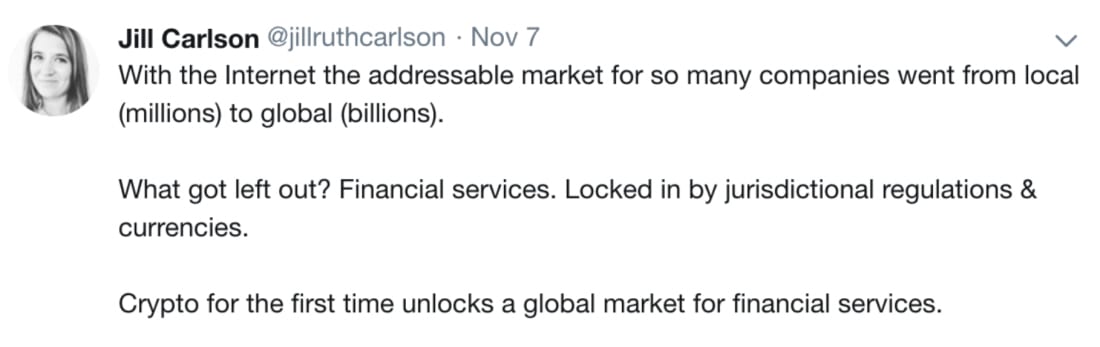 Jill Carlson @jillruthcarlson · Nov 7
With the Internet the addressable market for so many companies went from local
(millions) to global (billions).
What got left out? Financial services. Locked in by jurisdictional regulations &
currencies.
Crypto for the first time unlocks a global market for financial services.